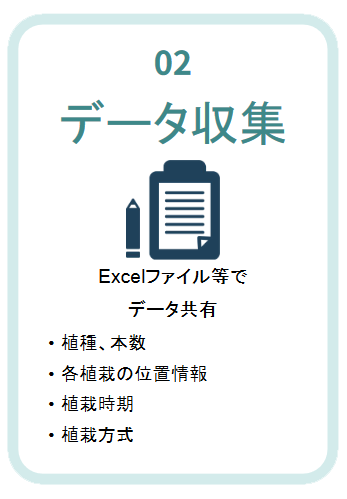 02
データ収集
Excelファイル等で
データ共有
・植種、本数
・各植栽の位置情報
・植栽時期
・植栽方式